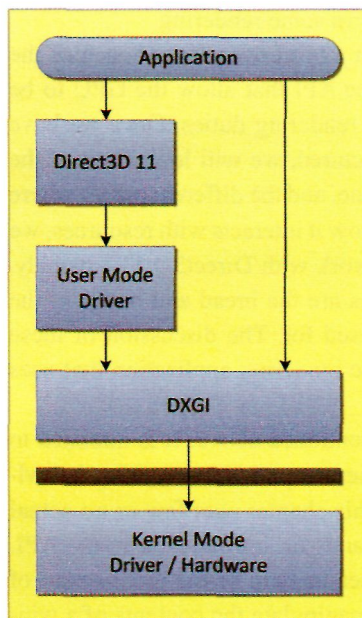 Application
Direct3D 11
User Mode
Driver
DXGI
Kernel Mode
Driver / Hardware